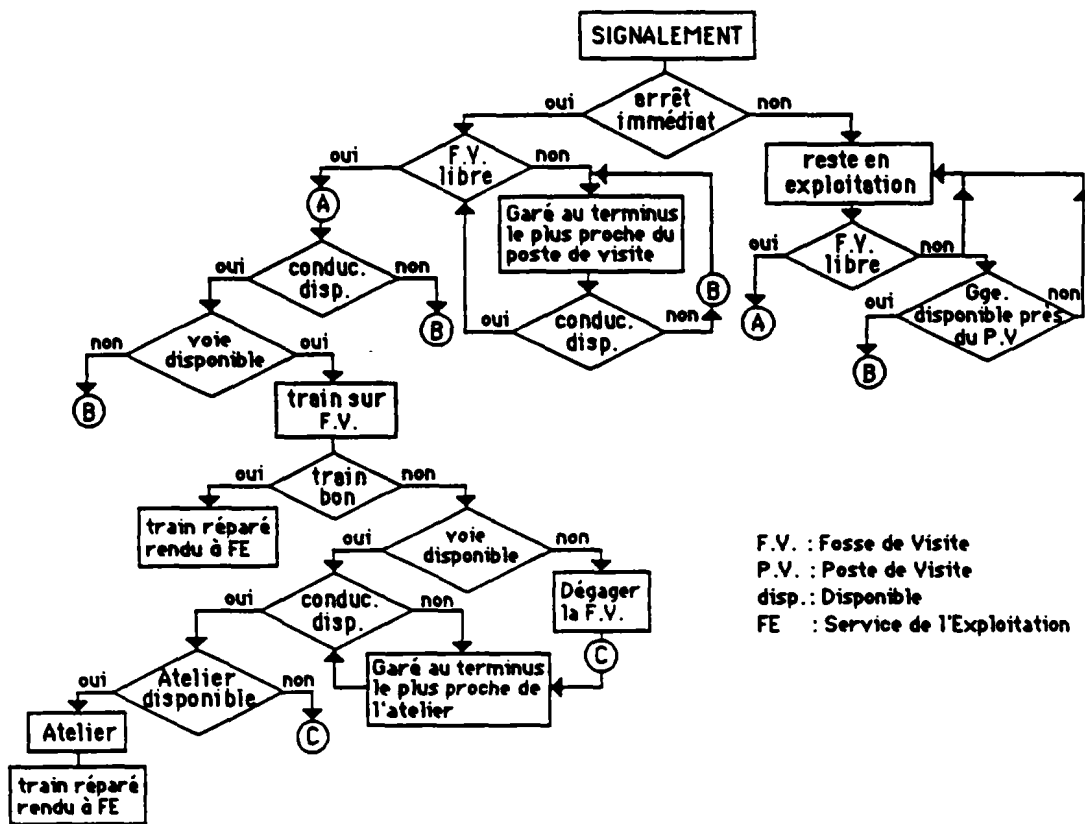 SIGNALEMENT
oui
arrêt
immédiat
non
oui
F.V.
libre
non
reste en
exploitation
A
Garé au terminus
le plus proche du
poste de visite
oui
F.V.
libre
non
oui
conduc.
disp.
non
B
A
B
oui
conduc.
disp.
non
oui
Gge.
disponible près
du P.V
non
B
non
voie
disponible
oui
B
train sur
F.V.
oui
train
bon
non
train réparé
rendu à FE
oui
voie
disponible
non
Dégager
la F.V.
C
oui
conduc.
disp.
non
Garé au terminus
le plus proche de
l'atelier
oui
Atelier
disponible
non
C
Atelier
train réparé
rendu à FE
F.V. : Fosse de Visite
P.V. : Poste de Visite
disp.: Disponible
FE : Service de l'Exploitation